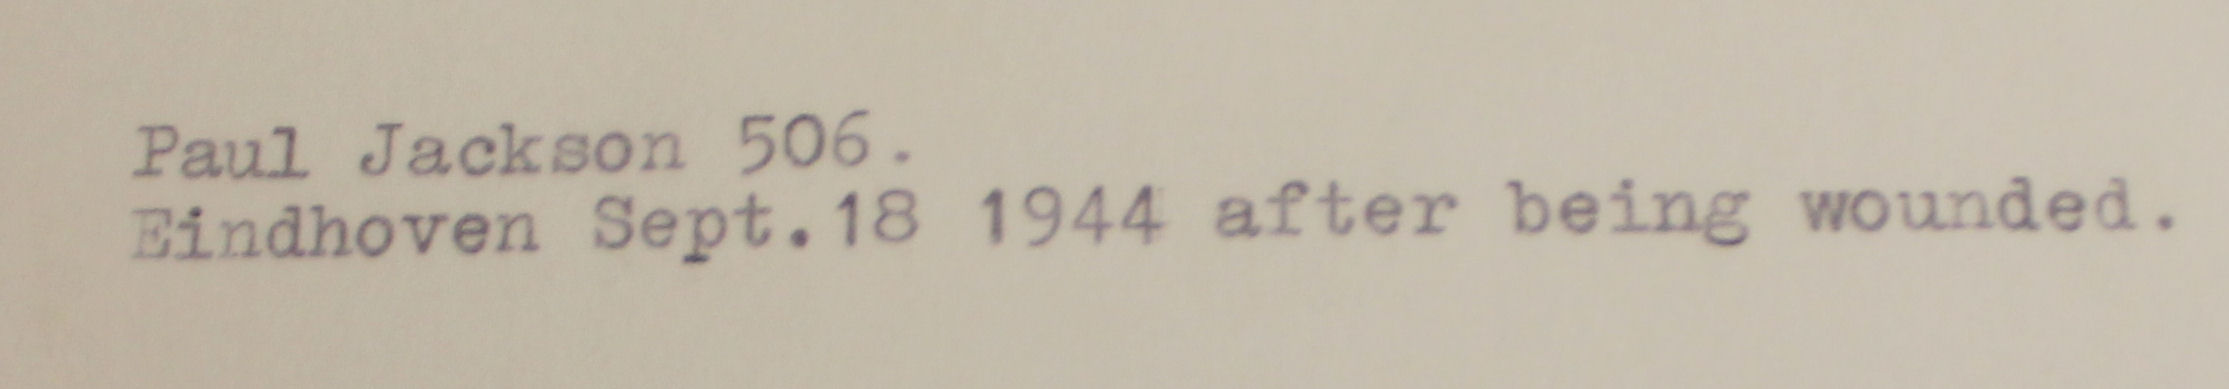 Paul Jackson 506.
Eindhoven Sept.18 1944 after being wounded.